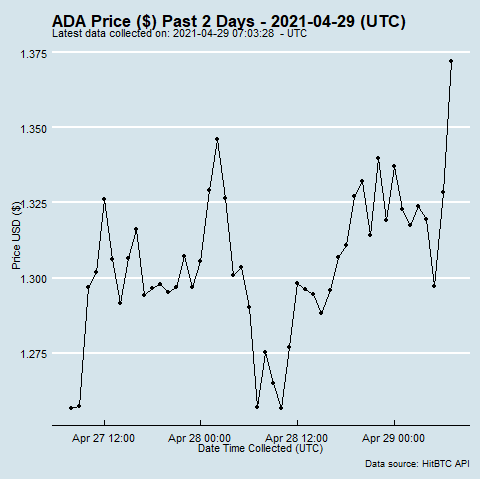 ADA Price ($) Past 2 Days - 2021-04-29 (UTC)
Latest data collected on: 2021-04-29 07:03:28  - UTC
1.375
1.350
1.325
1.300
1.275
Price USD ($)
Apr 27 12:00
Apr 28 00:00
Apr 28 12:00
Apr 29 00:00
Date Time Collected (UTC)
Data source: HitBTC API